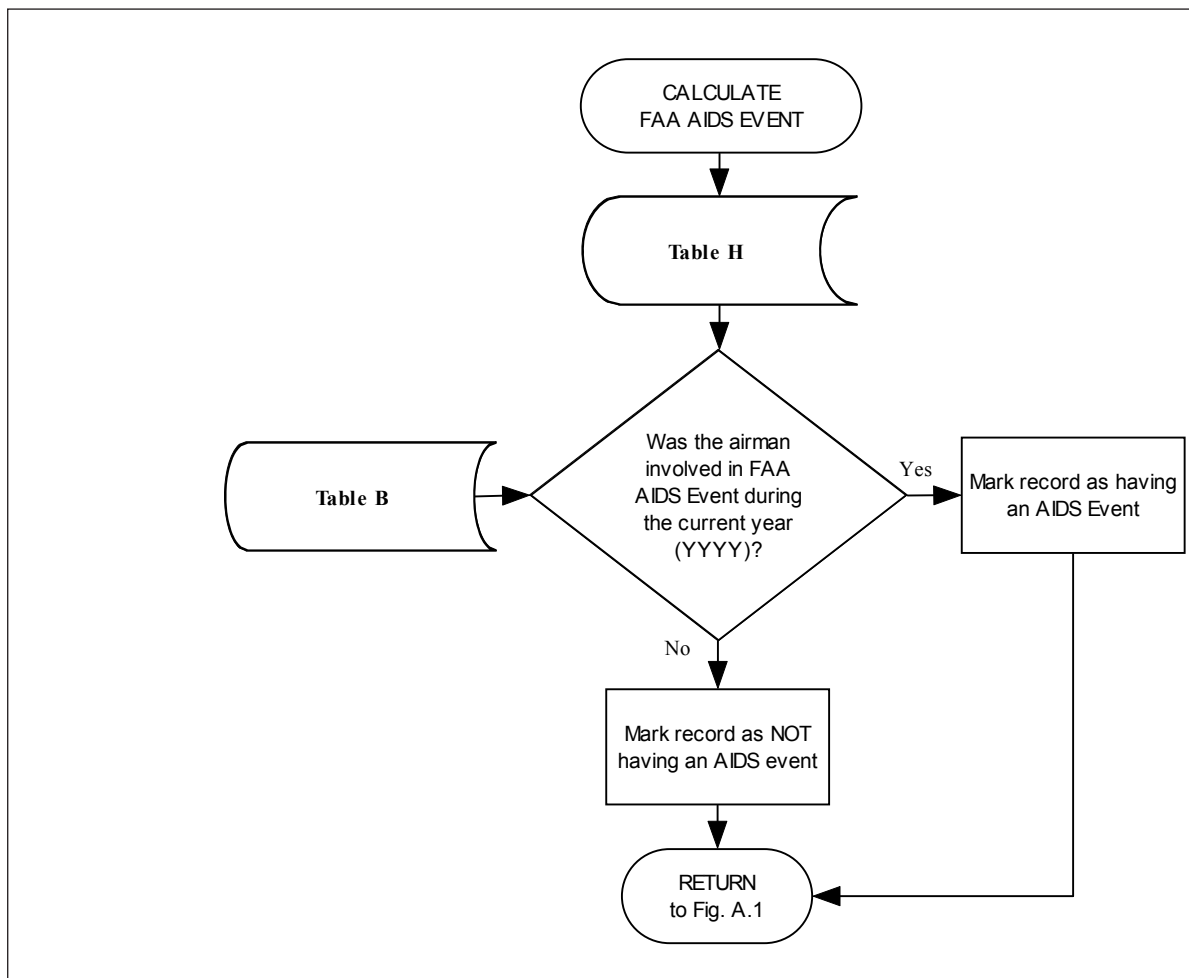 CALCULATE
FAA AIDS EVENT
Table H
Was the airman
involved in FAA
AIDS Event during
the current year
(YYYY)?
Table B
Yes
Mark record as having
an AIDS Event
No
Mark record as NOT
having an AIDS event
RETURN
to Fig. A.1